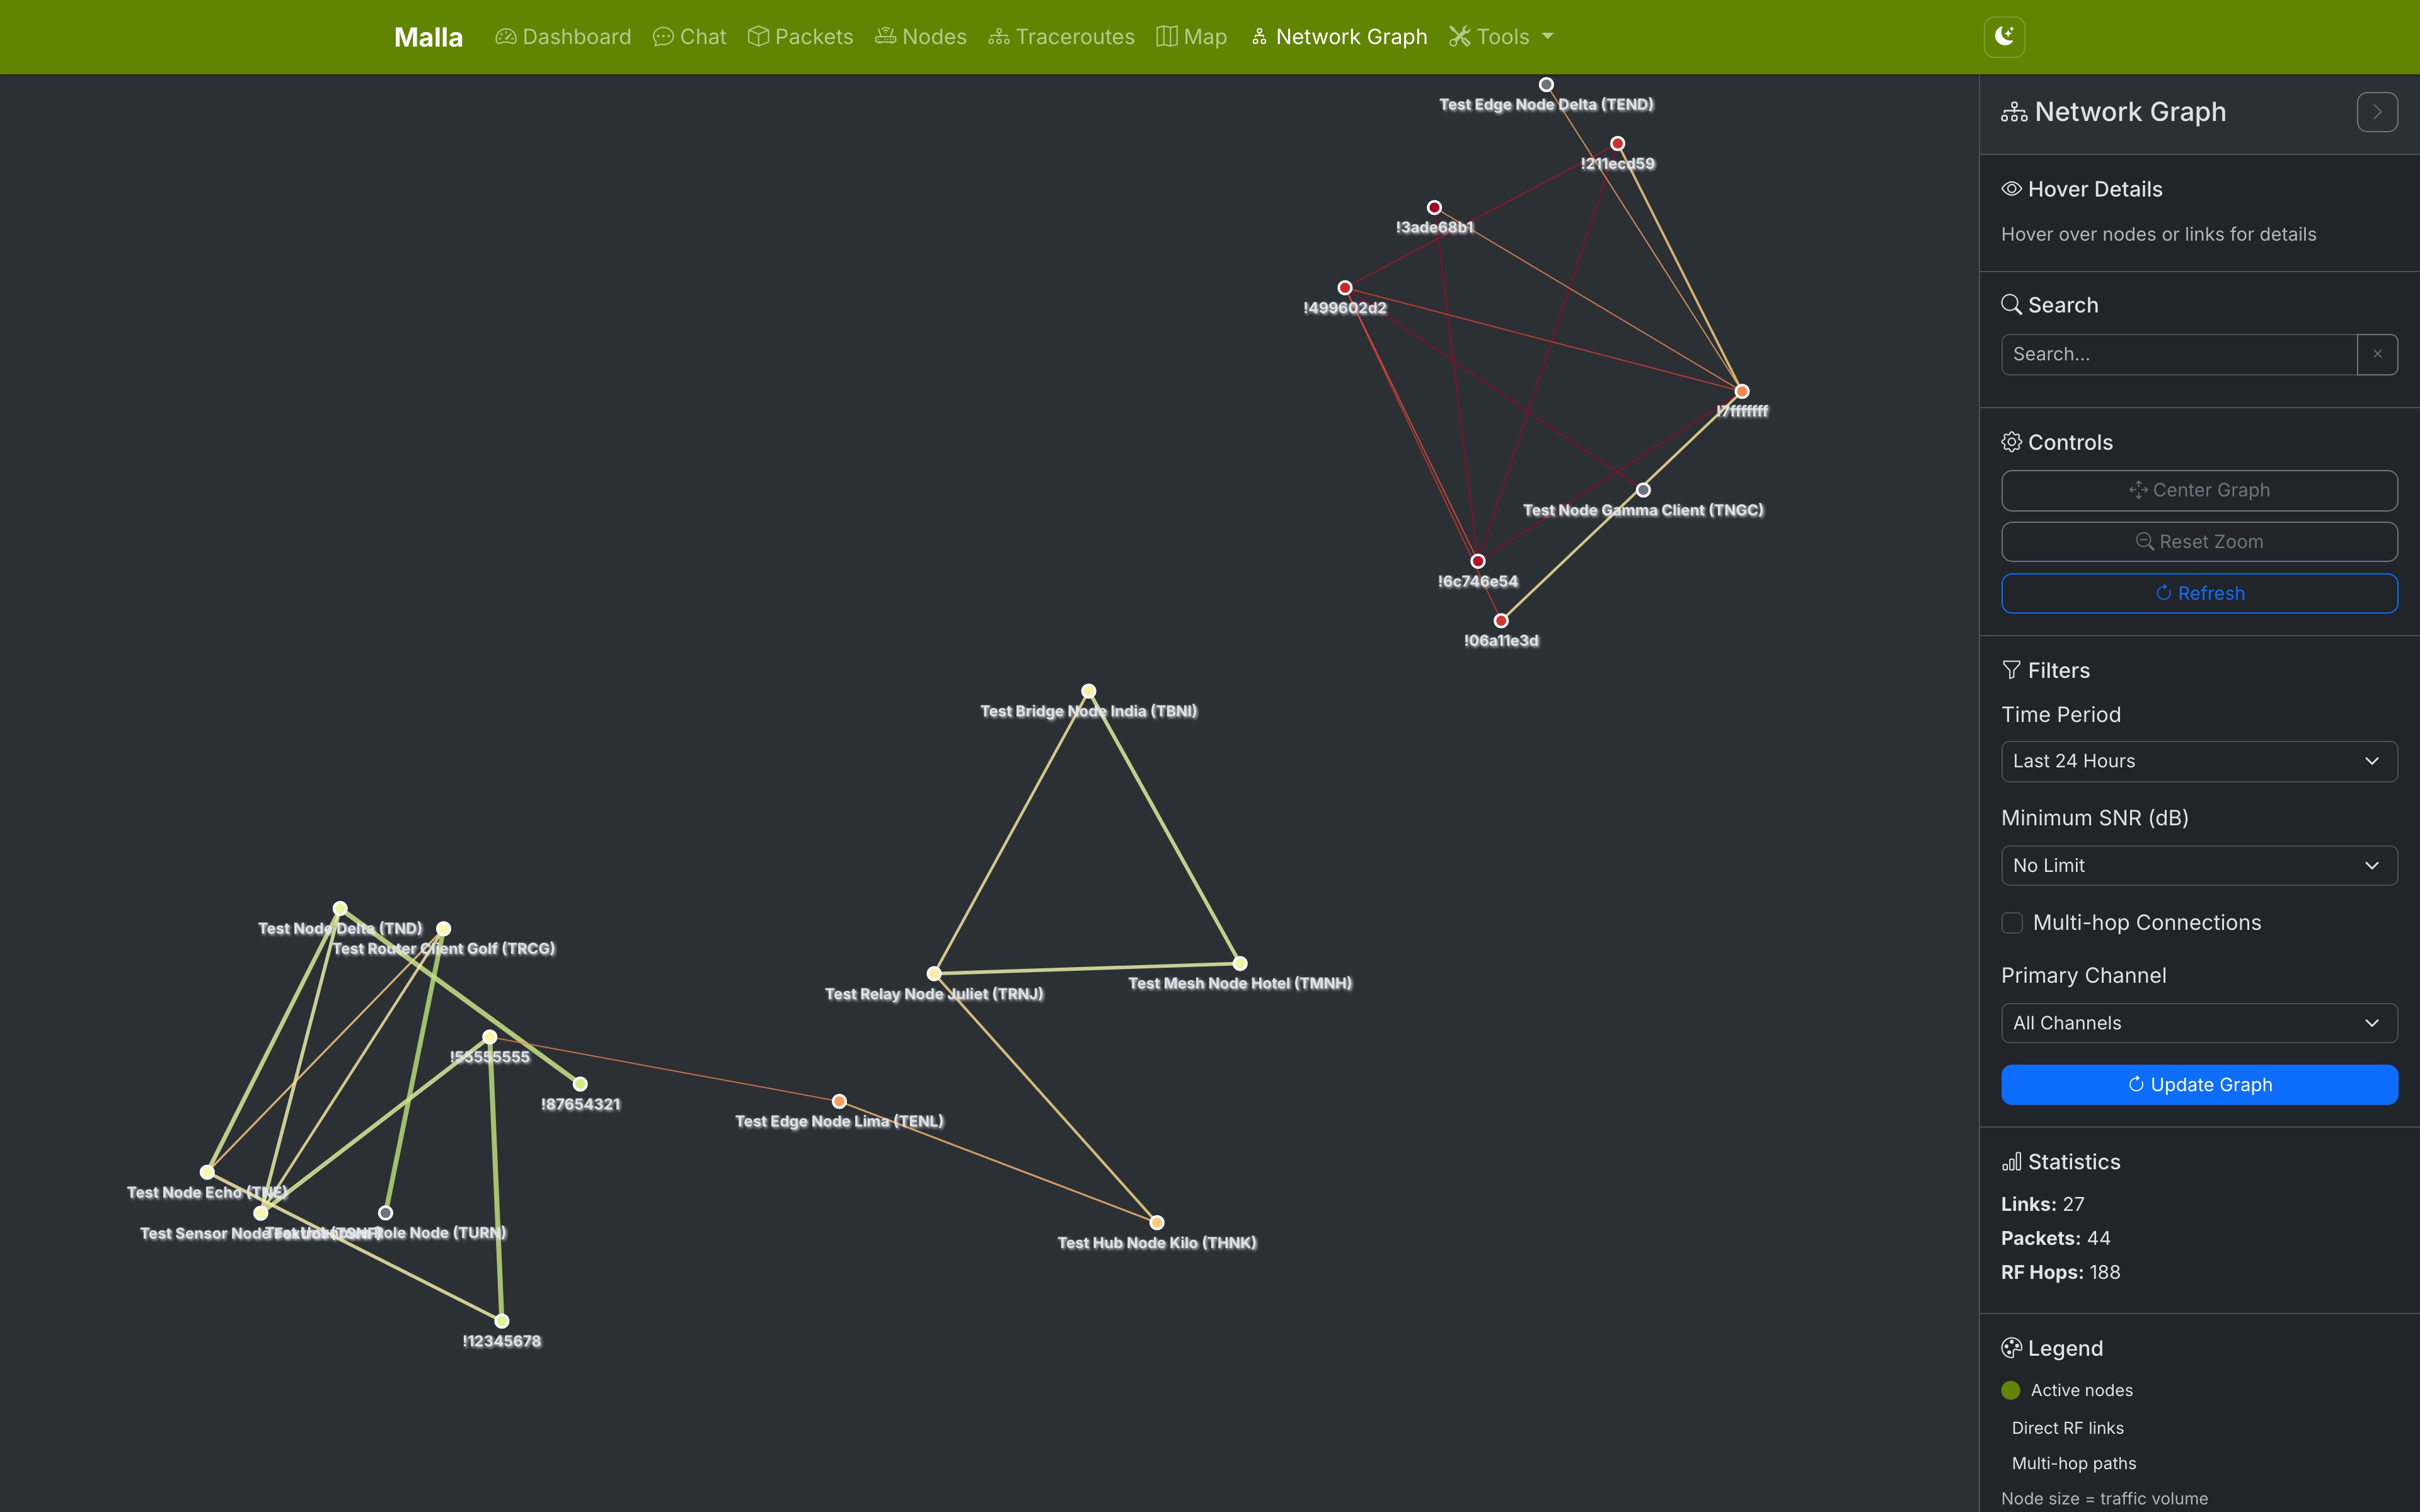 Malla
Dashboard
Chat
Packets
Nodes
Traceroutes
Map
Network Graph
Tools
Test Edge Node Delta (TEND)
!211ecd59
!3ade68b1
!499602d2
!7fffffff
Test Node Gamma Client (TNGC)
!6c746e54
!06a11e3d
Test Bridge Node India (TBNI)
Test Node Delta (TND)
Test Router Client Golf (TRCG)
Test Relay Node Juliet (TRNJ)
Test Mesh Node Hotel (TMNH)
!55555555
!87654321
Test Edge Node Lima (TENL)
Test Node Echo (TNE)
Test Sensor Node
Role Node (TURN)
Test Hub Node Kilo (THNK)
!12345678
Network Graph
Hover Details
Hover over nodes or links for details
Search
Search...
Controls
Center Graph
Reset Zoom
Refresh
Filters
Time Period
Last 24 Hours
Minimum SNR (dB)
No Limit
Multi-hop Connections
Primary Channel
All Channels
Update Graph
Statistics
Links: 27
Packets: 44
RF Hops: 188
Legend
Active nodes
Direct RF links
Multi-hop paths
Node size = traffic volume